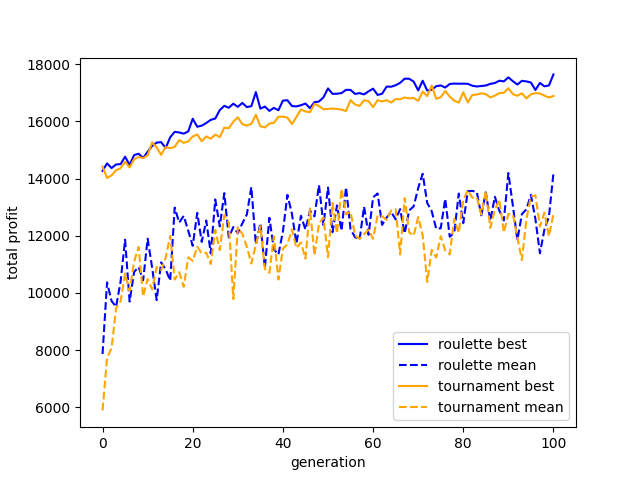 18000
16000
14000
12000
10000
8000
6000
total profit
0
20
40
60
80
100
generation
roulette best
roulette mean
tournament best
tournament mean